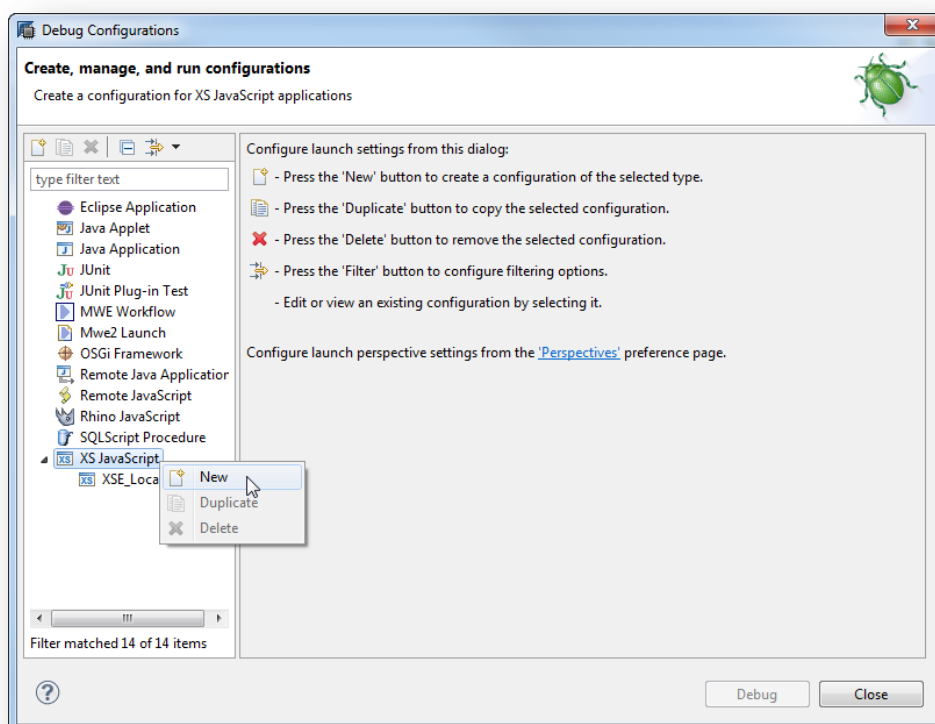 Debug Configurations
Create, manage, and run configurations
Create a configuration for XS JavaScript applications
type filter text
Eclipse Application
Java Applet
Java Application
Ju JUnit
JUnit Plug-in Test
MWE Workflow
Mwe2 Launch
OSGi Framework
Remote Java Application
Remote JavaScript
Rhino JavaScript
SQLScript Procedure
XS XS JavaScript
XS XSE_Loca
New
Duplicate
Delete
Filter matched 14 of 14 items
Configure launch settings from this dialog:
- Press the 'New' button to create a configuration of the selected type.
- Press the 'Duplicate' button to copy the selected configuration.
- Press the 'Delete' button to remove the selected configuration.
- Press the 'Filter' button to configure filtering options.
- Edit or view an existing configuration by selecting it.
Configure launch perspective settings from the 'Perspectives' preference page.
? Debug Close